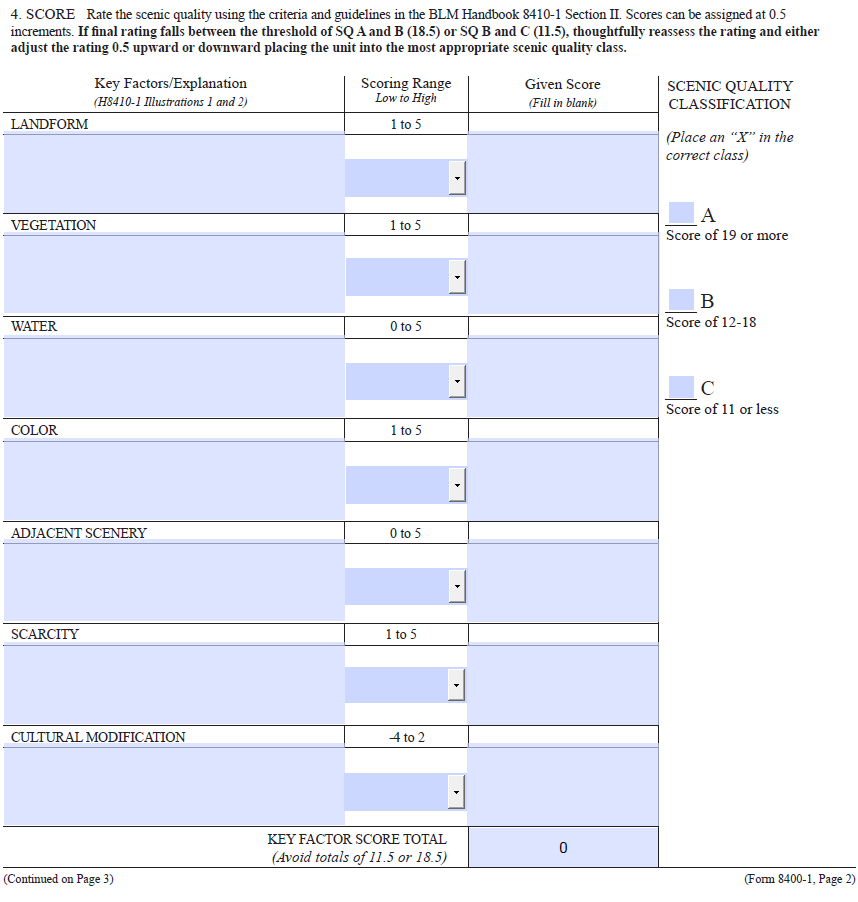 4. SCORE Rate the scenic quality using the criteria and guidelines in the BLM Handbook 8410-1 Section II. Scores can be assigned at 0.5
increments. If final rating falls between the threshold of SQ A and B (18.5) or SQ B and C (11.5), thoughtfully reassess the rating and either
adjust the rating 0.5 upward or downward placing the unit into the most appropriate scenic quality class.
Key Factors/Explanation
(H8410-1 Illustrations 1 and 2)
Scoring Range
Low to High
Given Score
(Fill in blank)
SCENIC QUALITY
CLASSIFICATION
(Place an “X” in the
correct class)
LANDFORM 1 to 5
A
Score of 19 or more
VEGETATION 1 to 5
B
Score of 12-18
WATER 0 to 5
C
Score of 11 or less
COLOR 1 to 5
ADJACENT SCENERY 0 to 5
SCARCITY 1 to 5
CULTURAL MODIFICATION -4 to 2
KEY FACTOR SCORE TOTAL
(Avoid totals of 11.5 or 18.5)
0
(Continued on Page 3) (Form 8400-1, Page 2)